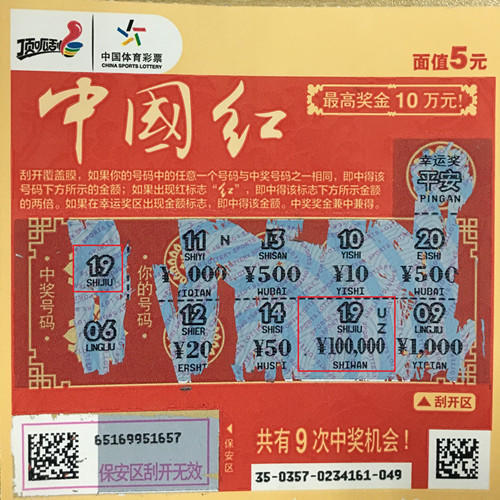 顶呱刮
中国体育彩票
CHINA SPORTS LOTTERY
面值5元
中國红
最高奖金10万元!
刮开覆盖膜,如果你的号码中的任意一个号码与中奖号码之一相同,即中得该
号码下方所示的金额;如果出现红标志“红”,即中得该标志下方所示金额
的两倍。如果在幸运奖区出现金额标志,即中得该金额。中奖奖金兼中兼得。
幸运奖
平安
PINGAN
中奖号码
19
SHIJIU
06
LINGLIU
你的号码
11 N 13 10 20
SHIYI SHISAN YISHI ERSHI
,000 ¥500 ¥10 ¥500
YIQIAN WUBAI YISHI WUBAI
12 14 19 UZ 09
SHIER SHISI SHIJIU LINGJIU
¥20 ¥50 ¥100,000 ¥1,000
ERSHI WUSHI SHIWAN YIQIAN
▲刮开区
65169951657
保安区刮开无效
◀保安区
共有9次中奖机会!
35-0357-0234161-049